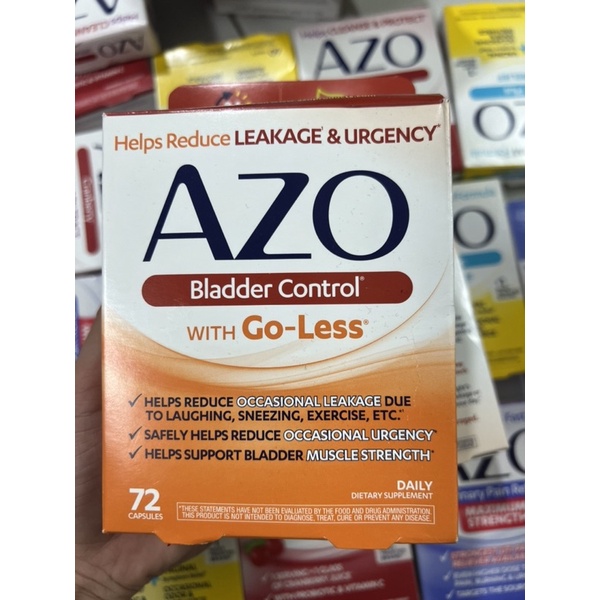 Helps Reduce LEAKAGE† & URGENCY*
AZO
Bladder Control®
WITH Go-Less®
✓ HELPS REDUCE OCCASIONAL LEAKAGE DUE
TO LAUGHING, SNEEZING, EXERCISE, ETC.*†
✓ SAFELY HELPS REDUCE OCCASIONAL URGENCY*
✓ HELPS SUPPORT BLADDER MUSCLE STRENGTH*
DAILY
DIETARY SUPPLEMENT
72
CAPSULES
*THESE STATEMENTS HAVE NOT BEEN EVALUATED BY THE FOOD AND DRUG ADMINISTRATION.
THIS PRODUCT IS NOT INTENDED TO DIAGNOSE, TREAT, CURE OR PREVENT ANY DISEASE.
AZO
AZO
AZO
AZO
MAXIMUM
STRENGTH